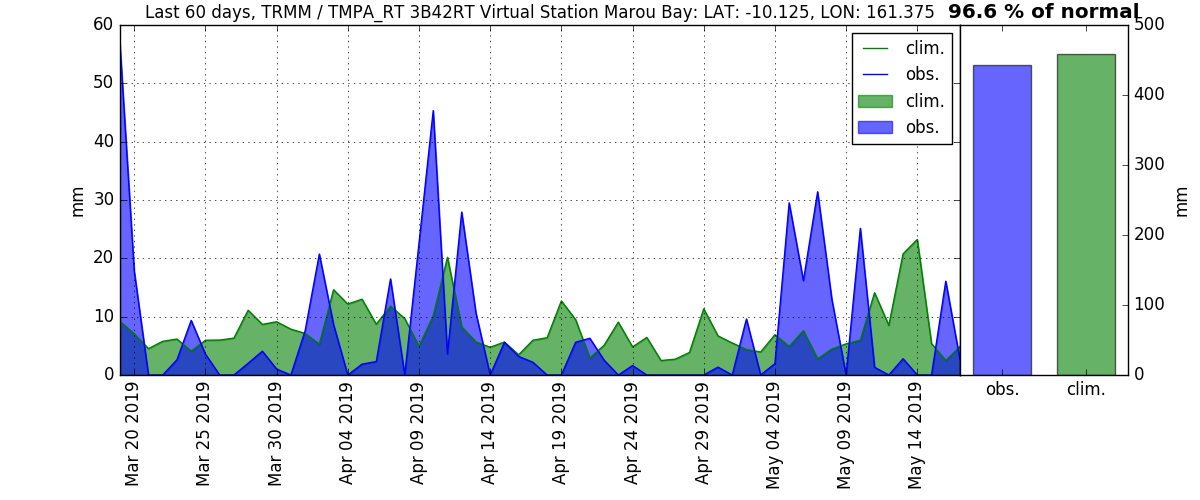 Last 60 days, TRMM / TMPA_RT 3B42RT Virtual Station Marou Bay: LAT: -10.125, LON: 161.375
96.6 % of normal
60
50
40
30
20
10
0
mm
clim.
obs.
clim.
obs.
500
400
300
200
100
0
mm
Mar 20 2019
Mar 25 2019
Mar 30 2019
Apr 04 2019
Apr 09 2019
Apr 14 2019
Apr 19 2019
Apr 24 2019
Apr 29 2019
May 04 2019
May 09 2019
May 14 2019
obs.
clim.